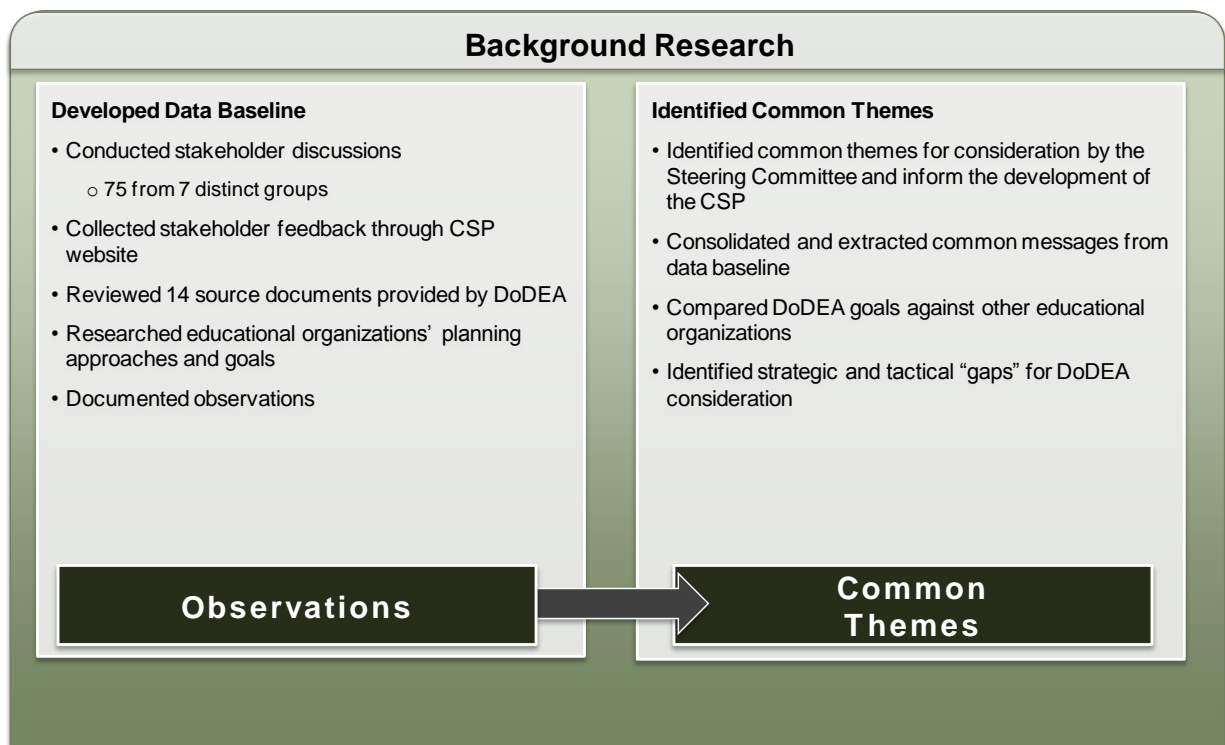 Background Research
Developed Data Baseline
• Conducted stakeholder discussions
o 75 from 7 distinct groups
• Collected stakeholder feedback through CSP
website
• Reviewed 14 source documents provided by DoDEA
• Researched educational organizations’ planning
approaches and goals
• Documented observations
Observations
Identified Common Themes
• Identified common themes for consideration by the
Steering Committee and inform the development of
the CSP
• Consolidated and extracted common messages from
data baseline
• Compared DoDEA goals against other educational
organizations
• Identified strategic and tactical “gaps” for DoDEA
consideration
Common
Themes